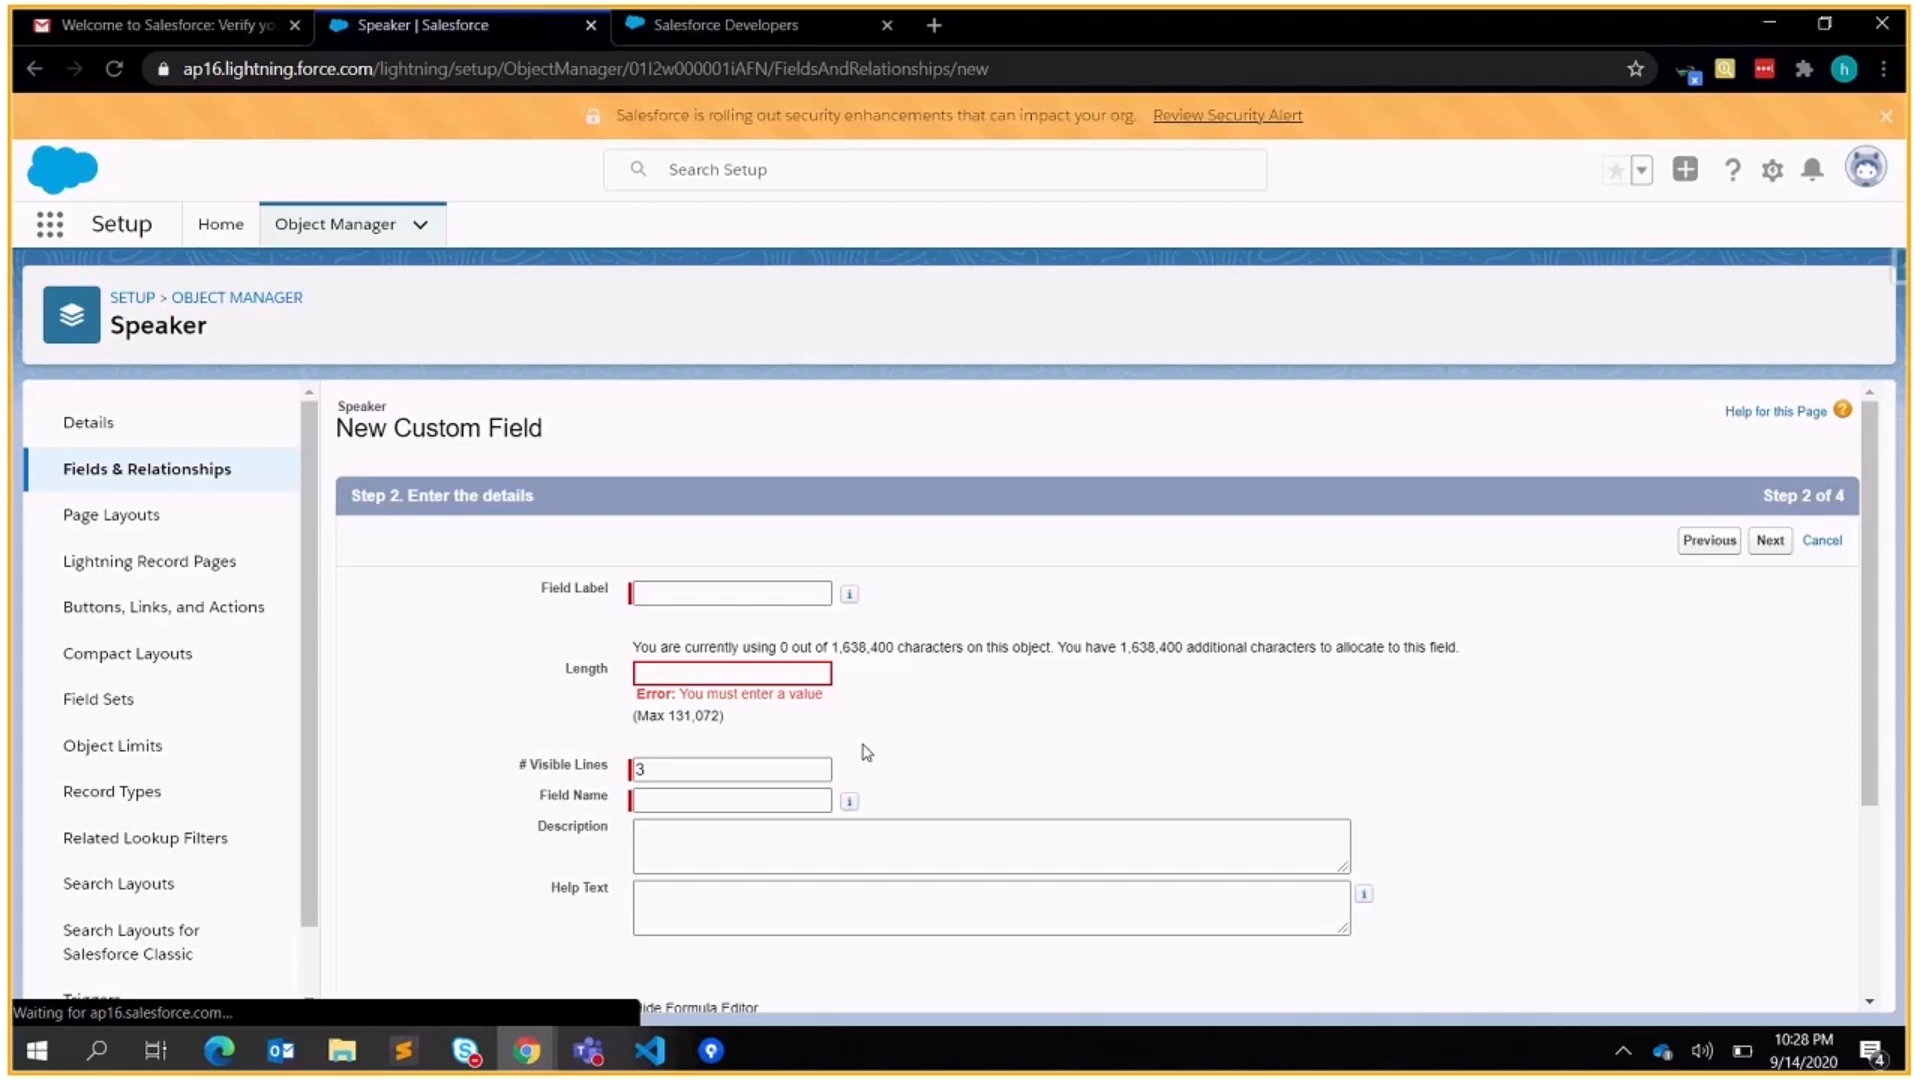 Welcome to Salesforce: Verify yo
Speaker | Salesforce
Salesforce Developers
ap16.lightning.force.com/lightning/setup/ObjectManager/01I2w000001iAFN/FieldsAndRelationships/new
h
Salesforce is rolling out security enhancements that can impact your org. Review Security Alert
Search Setup
Setup
Home
Object Manager
SETUP > OBJECT MANAGER
Speaker
Details
Fields & Relationships
Page Layouts
Lightning Record Pages
Buttons, Links, and Actions
Compact Layouts
Field Sets
Object Limits
Record Types
Related Lookup Filters
Search Layouts
Search Layouts for
Salesforce Classic
Triggers
Speaker
New Custom Field
Help for this Page
Step 2. Enter the details
Step 2 of 4
Previous
Next
Cancel
Field Label
You are currently using 0 out of 1,638,400 characters on this object. You have 1,638,400 additional characters to allocate to this field.
Length
Error: You must enter a value
(Max 131,072)
# Visible Lines
3
Field Name
Description
Help Text
ide Formula Editor
Waiting for ap16.salesforce.com...
10:28 PM
9/14/2020
4